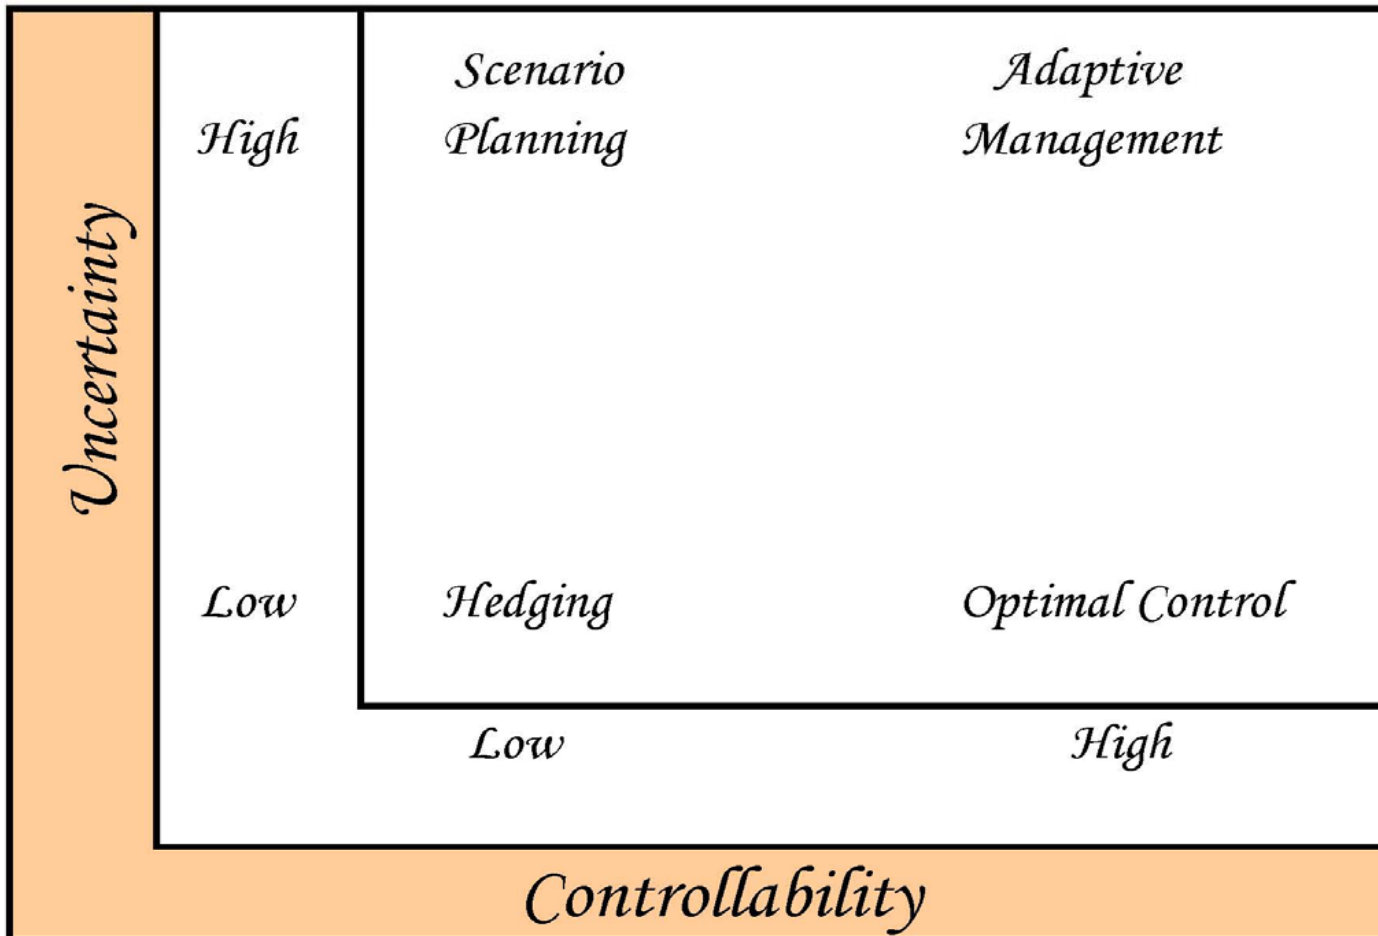 Scenario
Planning
Adaptive
Management
High
Uncertainty
Low
Hedging
Optimal Control
Low
High
Controllability